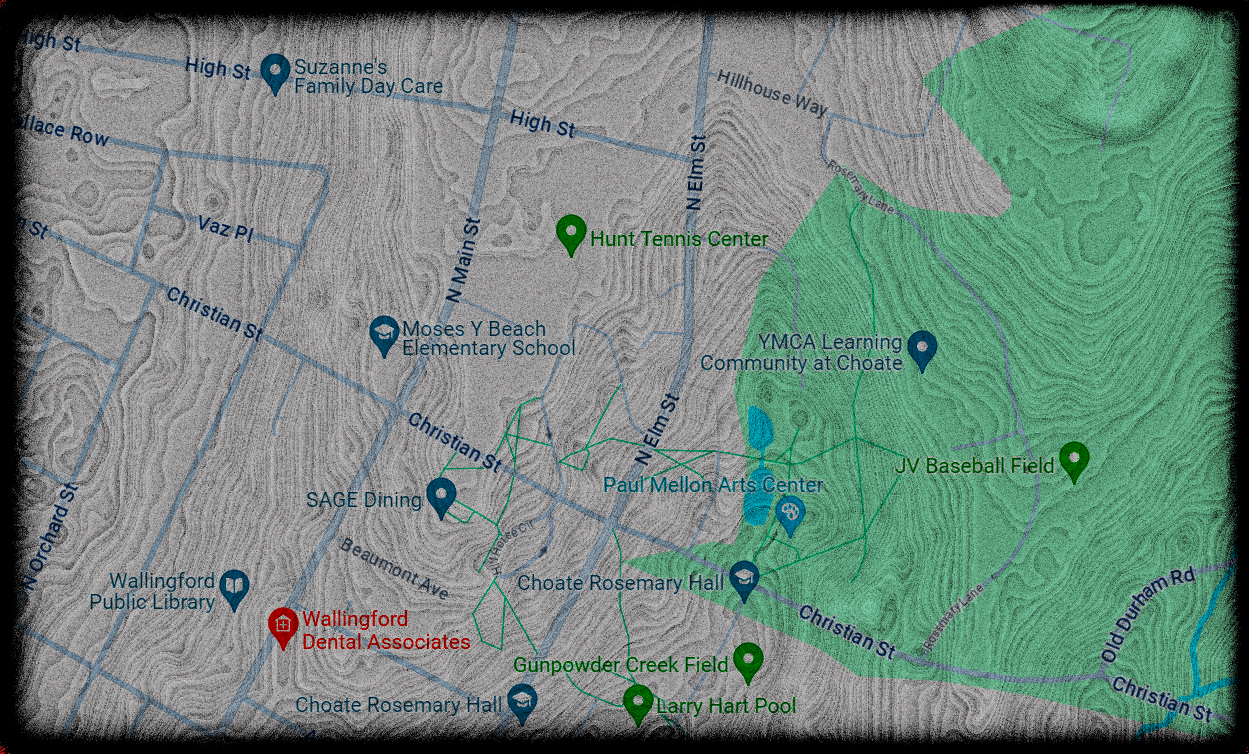 High St
High St
Suzanne's
Family Day Care
Hillhouse Way
High St
Row
N Elm St
Rosemary Lane
Vaz Pl
St
N Main St
Hunt Tennis Center
Christian St
Moses Y Beach
Elementary School
YMCA Learning
Community at Choate
Christian St
N Elm St
JV Baseball Field
SAGE Dining
Paul Mellon Arts Center
N Orchard St
Beaumont Ave
Wallingford
Public Library
Choate Rosemary Hall
Old Durham Rd
Rosemary Lane
Wallingford
Dental Associates
Christian St
Gunpowder Creek Field
Christian St
Choate Rosemary Hall
Larry Hart Pool